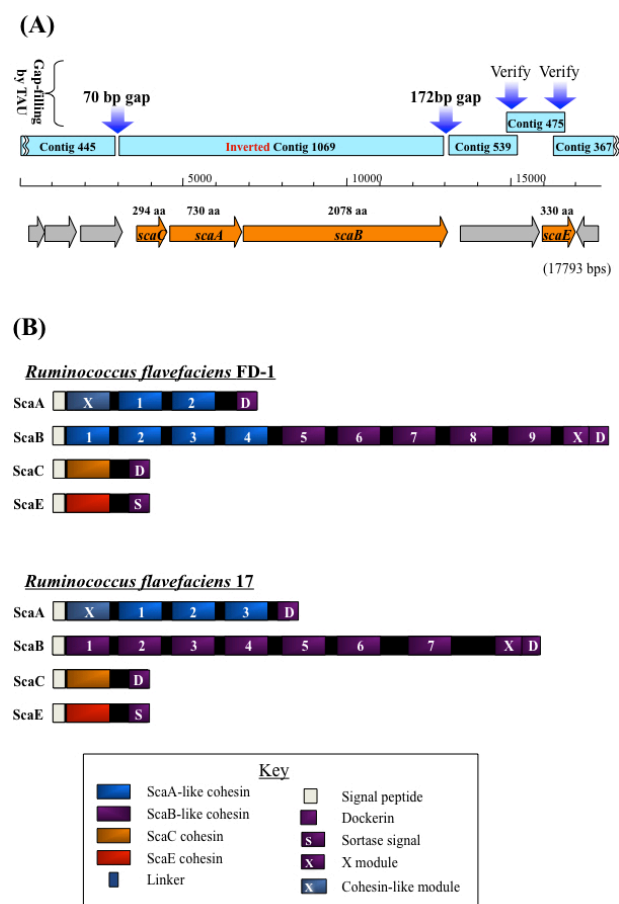 (A)
Gap-filling
by TAU
70 bp gap
172bp gap
Verify
Verify
Contig 475
Contig 445
Inverted Contig 1069
Contig 539
Contig 367
5000
10000
15000
294 aa
730 aa
2078 aa
330 aa
scaC
scaA
scaB
scaE
(17793 bps)
(B)
Ruminococcus flavefaciens FD-1
ScaA X 1 2 D
ScaB 1 2 3 4 5 6 7 8 9 X D
ScaC D
ScaE S
Ruminococcus flavefaciens 17
ScaA X 1 2 3 D
ScaB 1 2 3 4 5 6 7 X D
ScaC D
ScaE S
Key
ScaA-like cohesin
ScaB-like cohesin
ScaC cohesin
ScaE cohesin
Linker
Signal peptide
Dockerin
S Sortase signal
X X module
X Cohesin-like module